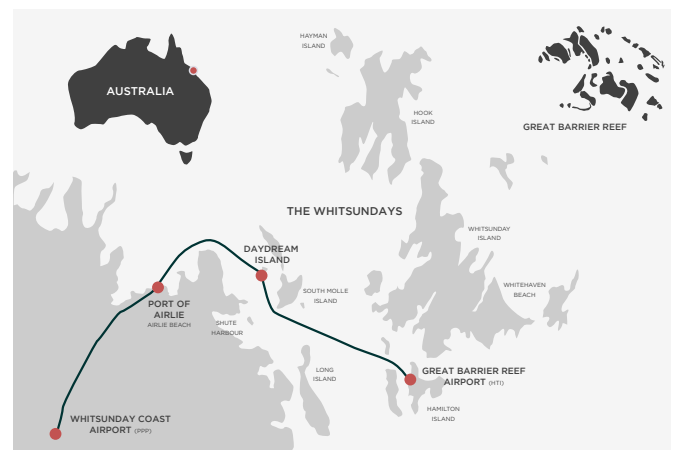 HAYMAN
ISLAND
AUSTRALIA
HOOK
ISLAND
GREAT BARRIER REEF
THE WHITSUNDAYS
WHITSUNDAY
ISLAND
DAYDREAM
ISLAND
WHITEHAVEN
BEACH
SOUTH MOLLE
ISLAND
PORT OF
AIRLIE
AIRLIE BEACH
SHUTE
HARBOUR
LONG
ISLAND
GREAT BARRIER REEF
AIRPORT (HTI)
HAMILTON
ISLAND
WHITSUNDAY COAST
AIRPORT (PPP)